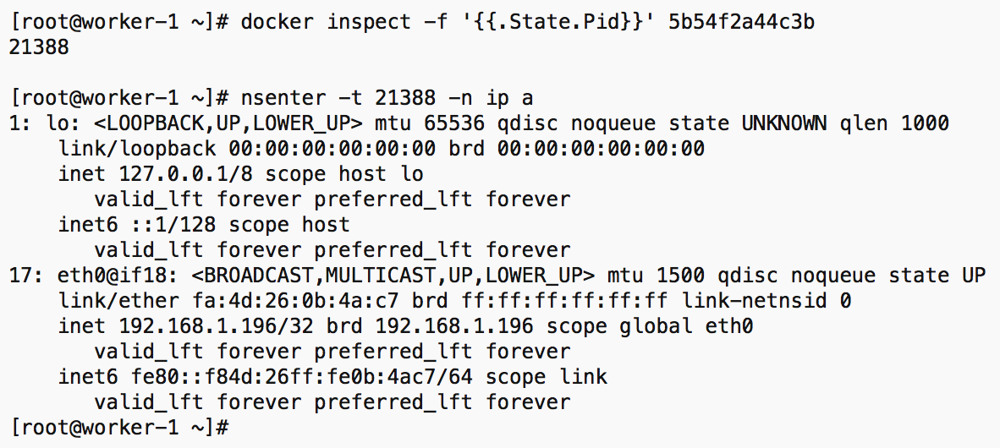 [root@worker-1 ~]# docker inspect -f '{{.State.Pid}}' 5b54f2a44c3b
21388
[root@worker-1 ~]# nsenter -t 21388 -n ip a
1: lo: <LOOPBACK,UP,LOWER_UP> mtu 65536 qdisc noqueue state UNKNOWN qlen 1000
    link/loopback 00:00:00:00:00:00 brd 00:00:00:00:00:00
    inet 127.0.0.1/8 scope host lo
       valid_lft forever preferred_lft forever
    inet6 ::1/128 scope host
       valid_lft forever preferred_lft forever
17: eth0@if18: <BROADCAST,MULTICAST,UP,LOWER_UP> mtu 1500 qdisc noqueue state UP
    link/ether fa:4d:26:0b:4a:c7 brd ff:ff:ff:ff:ff:ff link-netnsid 0
    inet 192.168.1.196/32 brd 192.168.1.196 scope global eth0
       valid_lft forever preferred_lft forever
    inet6 fe80::f84d:26ff:fe0b:4ac7/64 scope link
       valid_lft forever preferred_lft forever
[root@worker-1 ~]#